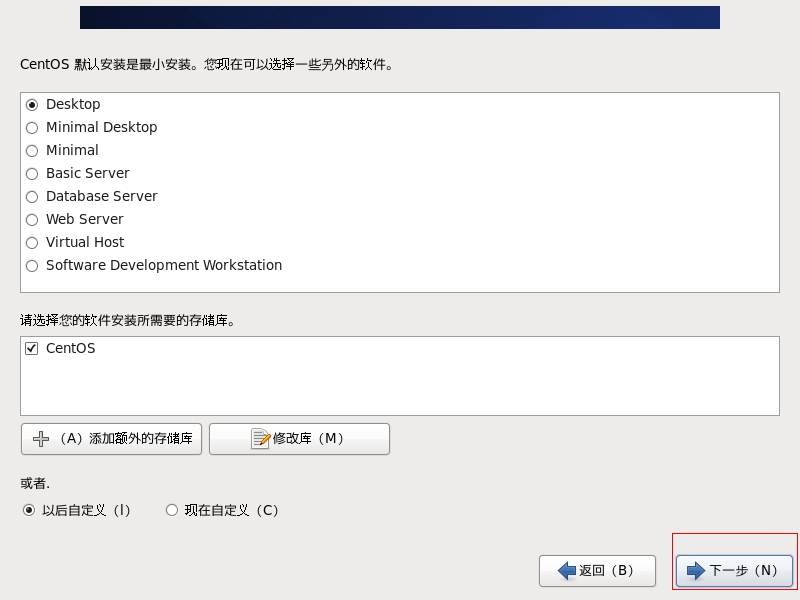 CentOS 默认安装是最小安装。您现在可以选择一些另外的软件。
Desktop
Minimal Desktop
Minimal
Basic Server
Database Server
Web Server
Virtual Host
Software Development Workstation
请选择您的软件安装所需要的存储库。
CentOS
（A）添加额外的存储库 修改库（M）
或者.
以后自定义（l） 现在自定义（C）
返回（B） 下一步（N）